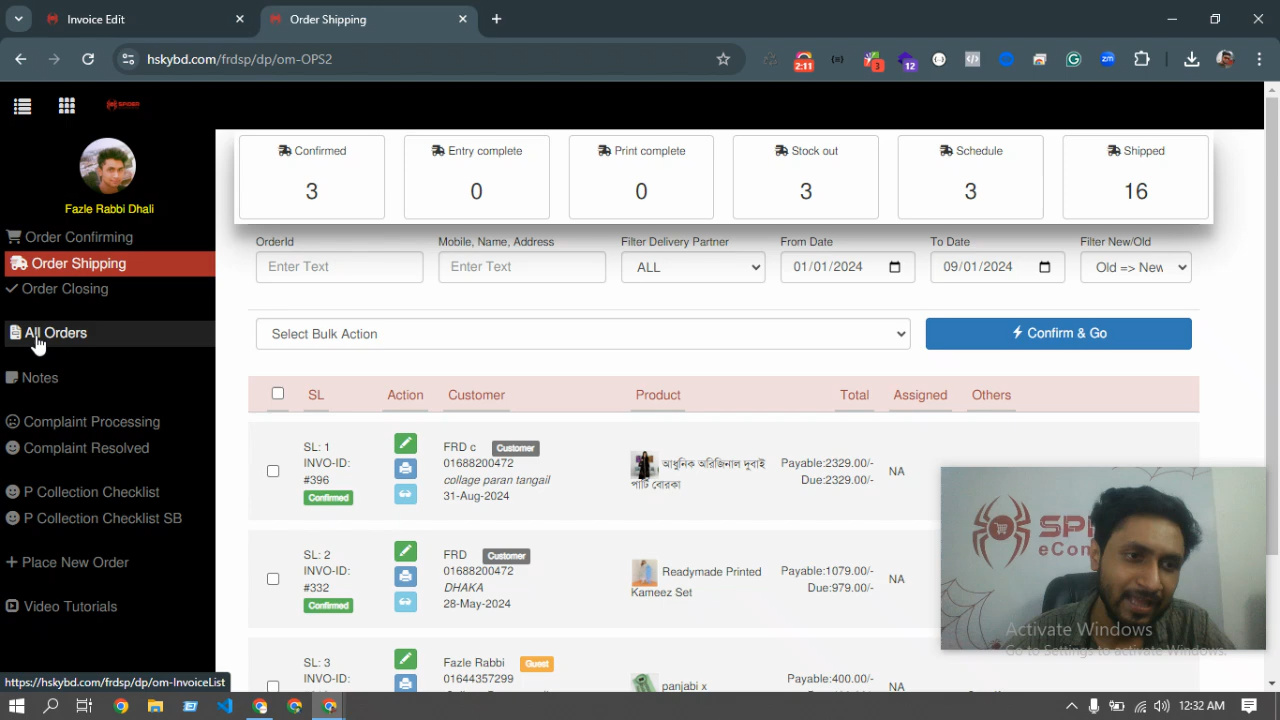 Invoice Edit
Order Shipping
hskybd.com/frdsp/dp/om-OPS2
2:11
3
12
SPIDER
Fazle Rabbi Dhali
Order Confirming
Order Shipping
Order Closing
All Orders
Notes
Complaint Processing
Complaint Resolved
P Collection Checklist
P Collection Checklist SB
Place New Order
Video Tutorials
Confirmed
3
Entry complete
0
Print complete
0
Stock out
3
Schedule
3
Shipped
16
OrderId
Enter Text
Mobile, Name, Address
Enter Text
Filter Delivery Partner
ALL
From Date
01/01/2024
To Date
09/01/2024
Filter New/Old
Old => New
Select Bulk Action
Confirm & Go
SL Action Customer Product Total Assigned Others
SL: 1
INVO-ID:
#396
Confirmed
FRD c Customer
01688200472
collage paran tangail
31-Aug-2024
আধুনিক অরিজিনাল দুবাই
পার্টি বোরকা
Payable:2329.00/-
Due:2329.00/-
NA
SL: 2
INVO-ID:
#332
Confirmed
FRD Customer
01688200472
DHAKA
28-May-2024
Readymade Printed
Kameez Set
Payable:1079.00/-
Due:979.00/-
NA
SL: 3
INVO-ID:
Fazle Rabbi Guest
01644357299
panjabi x
Payable:400.00/-
NA
eCom
Activate Windows
Go to Settings to activate Windows.
https://hskybd.com/frdsp/dp/om-InvoiceList
12:32 AM